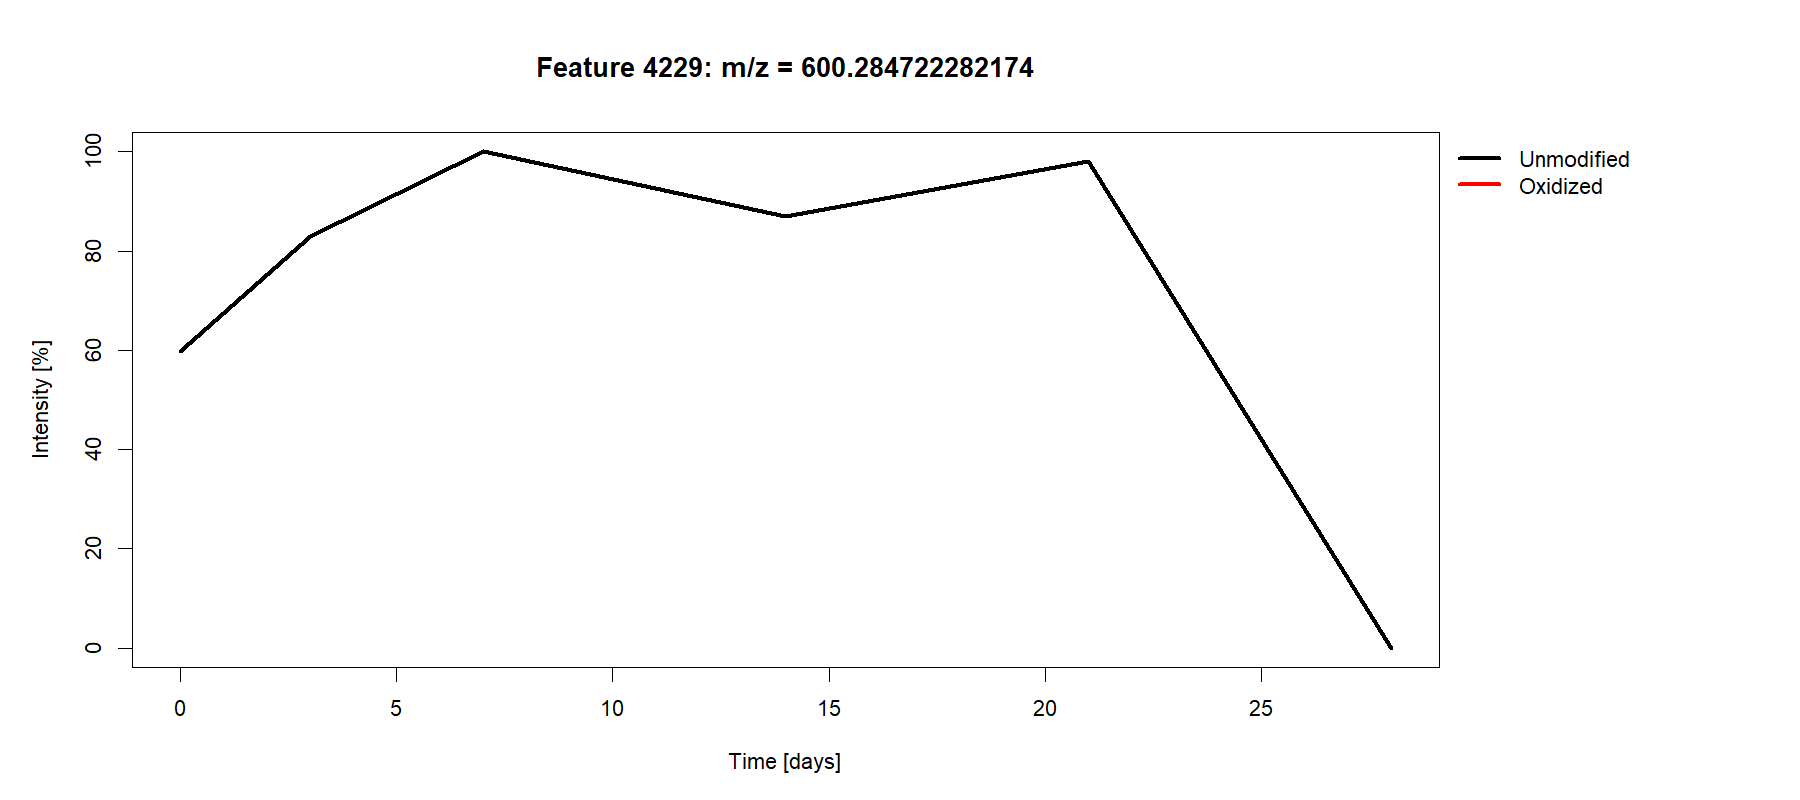 Feature 4229: m/z = 600.284722282174
Unmodified
Oxidized
Intensity [%]
100
80
60
40
20
0
0 5 10 15 20 25
Time [days]